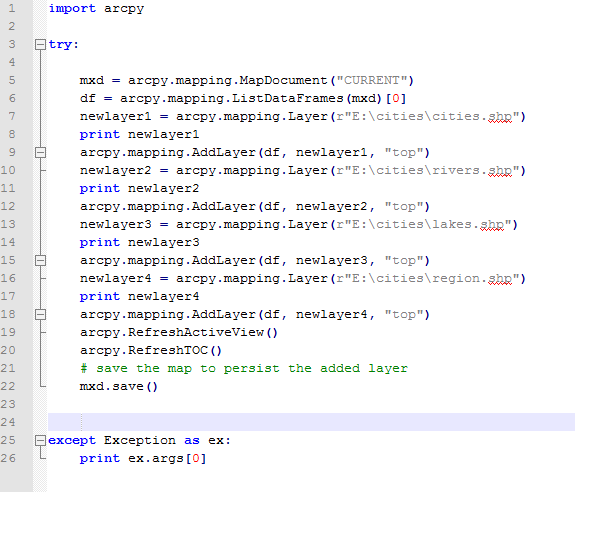 1 import arcpy
2
3 try:
4
5 mxd = arcpy.mapping.MapDocument("CURRENT")
6 df = arcpy.mapping.ListDataFrames(mxd)[0]
7 newlayer1 = arcpy.mapping.Layer(r"E:\cities\cities.shp")
8 print newlayer1
9 arcpy.mapping.AddLayer(df, newlayer1, "top")
10 newlayer2 = arcpy.mapping.Layer(r"E:\cities\rivers.shp")
11 print newlayer2
12 arcpy.mapping.AddLayer(df, newlayer2, "top")
13 newlayer3 = arcpy.mapping.Layer(r"E:\cities\lakes.shp")
14 print newlayer3
15 arcpy.mapping.AddLayer(df, newlayer3, "top")
16 newlayer4 = arcpy.mapping.Layer(r"E:\cities\region.shp")
17 print newlayer4
18 arcpy.mapping.AddLayer(df, newlayer4, "top")
19 arcpy.RefreshActiveView()
20 arcpy.RefreshTOC()
21 # save the map to persist the added layer
22 mxd.save()
23
24
25 except Exception as ex:
26 print ex.args[0]